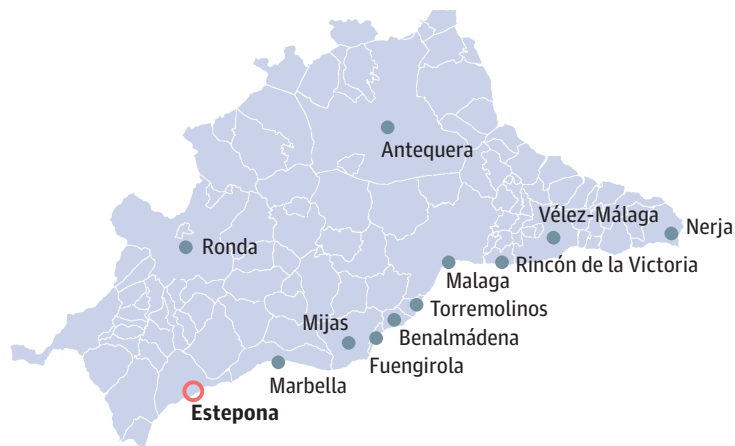 Antequera
Vélez-Málaga
Nerja
Ronda
Malaga
Rincón de la Victoria
Torremolinos
Mijas
Benalmádena
Fuengirola
Marbella
Estepona